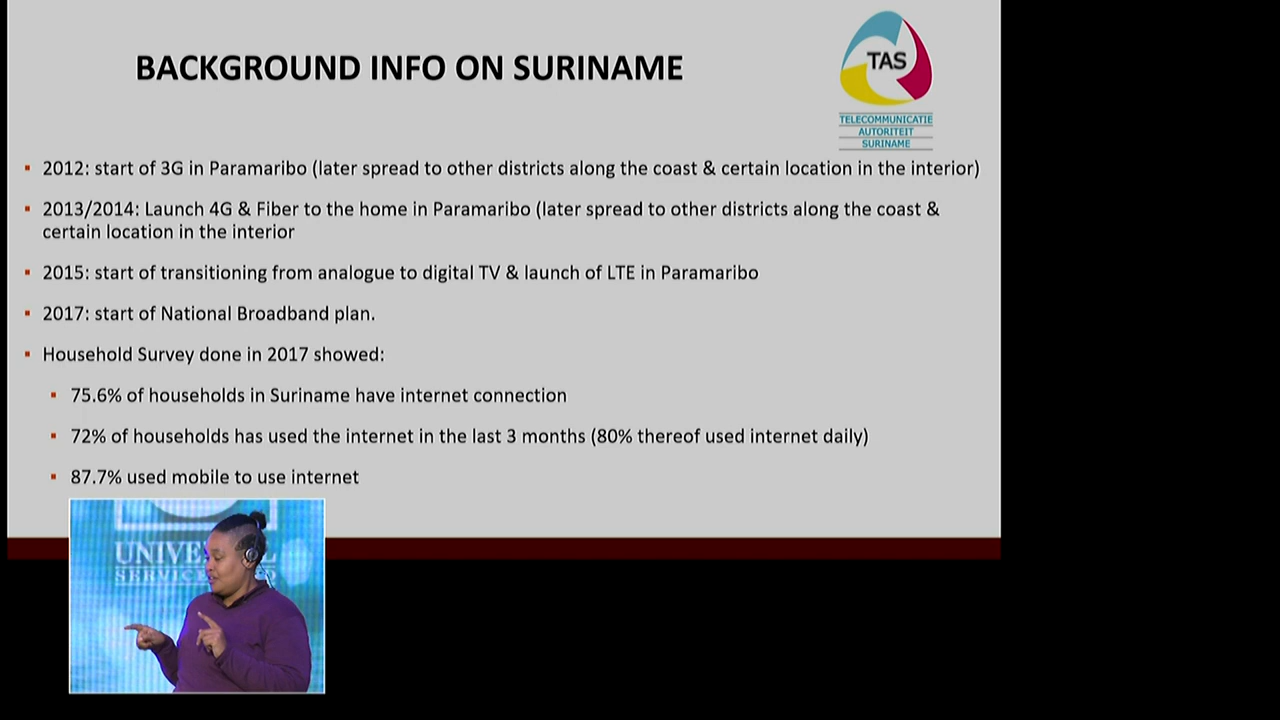 BACKGROUND INFO ON SURINAME
TAS
TELECOMMUNICATIE
AUTORITEIT
SURINAME
▪ 2012: start of 3G in Paramaribo (later spread to other districts along the coast & certain location in the interior)
▪ 2013/2014: Launch 4G & Fiber to the home in Paramaribo (later spread to other districts along the coast &
certain location in the interior
▪ 2015: start of transitioning from analogue to digital TV & launch of LTE in Paramaribo
▪ 2017: start of National Broadband plan.
▪ Household Survey done in 2017 showed:
▪ 75.6% of households in Suriname have internet connection
▪ 72% of households has used the internet in the last 3 months (80% thereof used internet daily)
▪ 87.7% used mobile to use internet